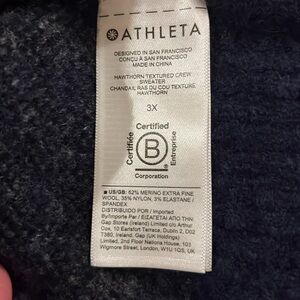 ATHLETA
DESIGNED IN SAN FRANCISCO
CONÇU À SAN FRANCISCO
MADE IN CHINA
HAWTHORN TEXTURED CREW
SWEATER
CHANDAIL RAS DU COU TEXTURE,
HAWTHORN
3X
Certified
Certifiée
B
Entreprise
Corporation
US/GB: 62% MERINO EXTRA FINE
WOOL, 35% NYLON, 3% ELASTANE /
SPANDEX
DISTRIBUIDO POR / Imported
By/Importé Par / ΕΙΣΑΓΕΤΑΙ ΑΠΟ THN
Gap Stores (Ireland) Limited c/o Arthur
Cox, 10 Earlsfort Terrace, Dublin 2, D02
T380, Ireland. Gap (UK Holdings)
Limited, 2nd Floor Nations House, 103
Wigmore Street, London, W1U 1QS, UK